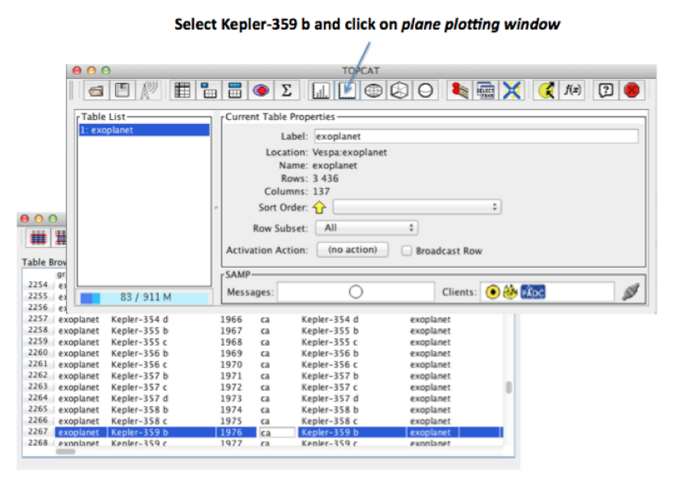 Select Kepler-359 b and click on plane plotting window
TOPCAT
Σ
SELECT
f(x)
?
Table List
1: exoplanet
83 / 911 M
Current Table Properties
Label: exoplanet
Location: Vespa:exoplanet
Name: exoplanet
Rows: 3 436
Columns: 137
Sort Order:
Row Subset: All
Activation Action: (no action) Broadcast Row
SAMP
Messages: Clients:
Table Brow
gr
2254 ex
2255 ex
2256 ex
2257 exoplanet Kepler-354 d 1966 ca Kepler-354 d exoplanet
2258 exoplanet Kepler-355 b 1967 ca Kepler-355 b exoplanet
2259 exoplanet Kepler-355 c 1968 ca Kepler-355 c exoplanet
2260 exoplanet Kepler-356 b 1969 ca Kepler-356 b exoplanet
2261 exoplanet Kepler-356 c 1970 ca Kepler-356 c exoplanet
2262 exoplanet Kepler-357 b 1971 ca Kepler-357 b exoplanet
2263 exoplanet Kepler-357 c 1972 ca Kepler-357 c exoplanet
2264 exoplanet Kepler-357 d 1973 ca Kepler-357 d exoplanet
2265 exoplanet Kepler-358 b 1974 ca Kepler-358 b exoplanet
2266 exoplanet Kepler-358 c 1975 ca Kepler-358 c exoplanet
2267 exoplanet Kepler-359 b 1976 ca Kepler-359 b exoplanet
2268 exoplanet Kepler-359 c 1977 ca Kepler-359 c exoplanet